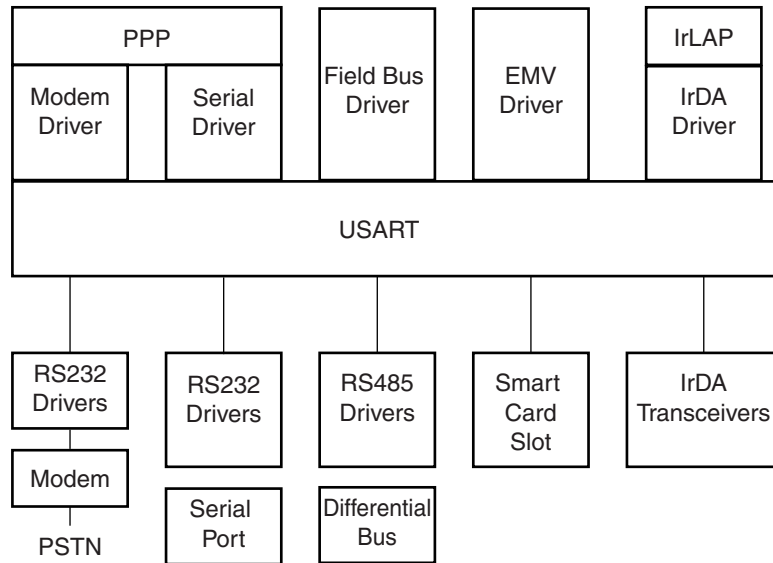 PPP
IrLAP
Modem
Driver
Serial
Driver
Field Bus
Driver
EMV
Driver
IrDA
Driver
USART
RS232
Drivers
RS232
Drivers
RS485
Drivers
Smart
Card
Slot
IrDA
Transceivers
Modem
Serial
Port
Differential
Bus
PSTN